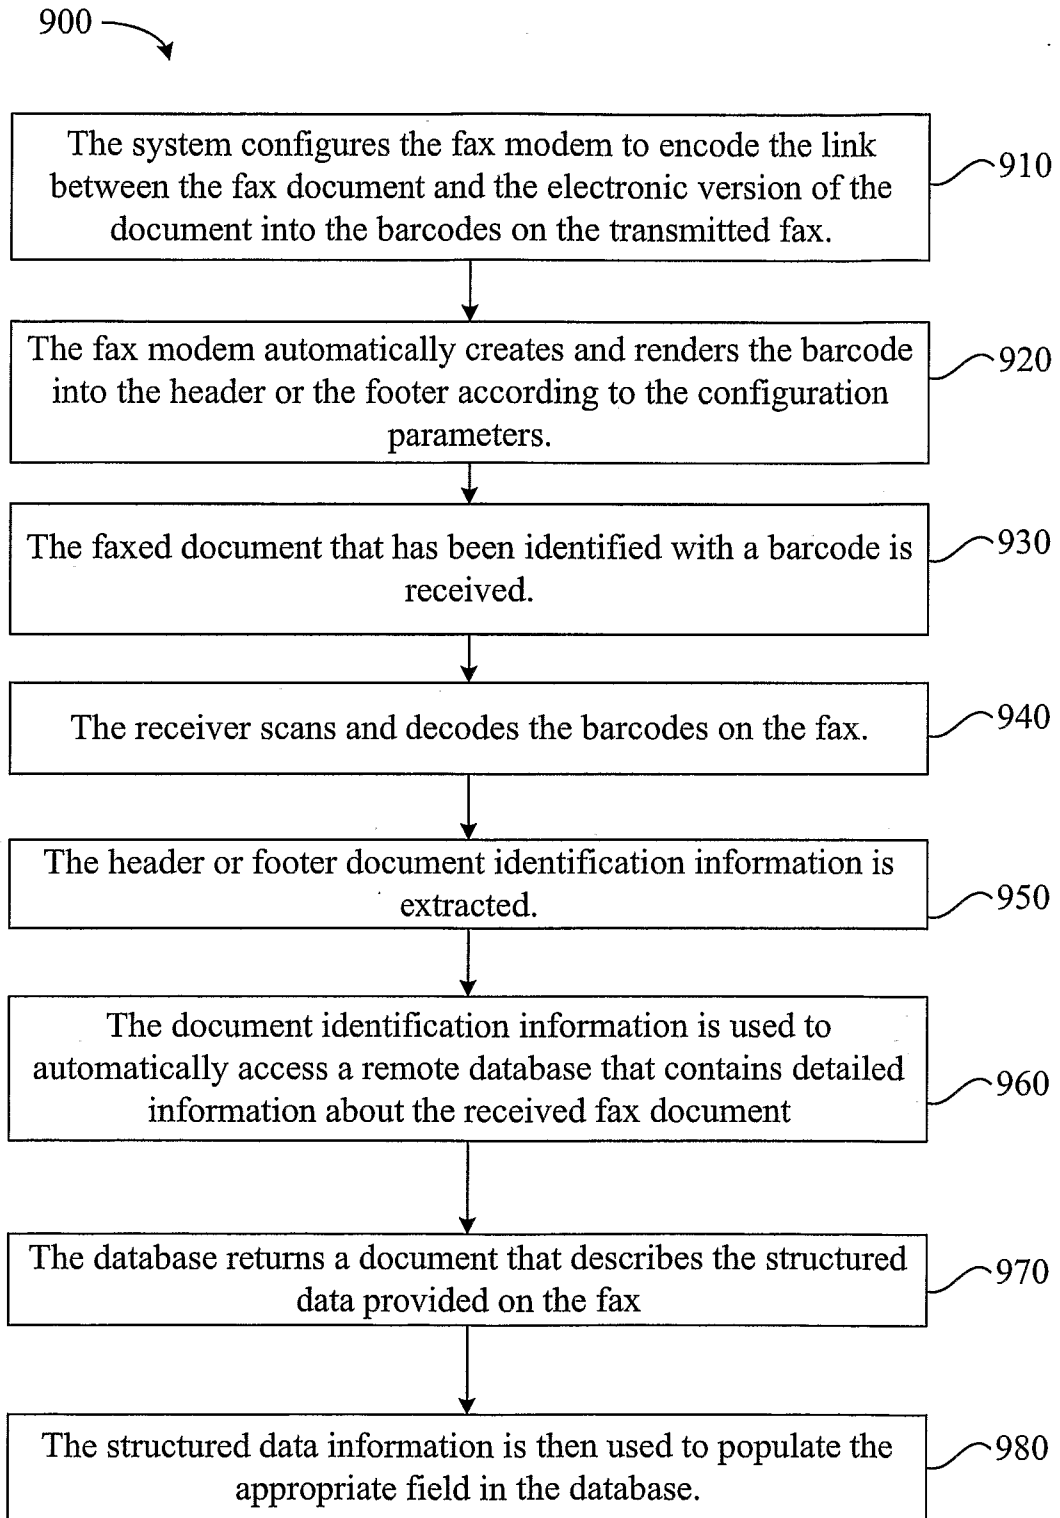 900
The system configures the fax modem to encode the link
between the fax document and the electronic version of the
document into the barcodes on the transmitted fax.
910
The fax modem automatically creates and renders the barcode
into the header or the footer according to the configuration
parameters.
920
The faxed document that has been identified with a barcode is
received.
930
The receiver scans and decodes the barcodes on the fax.
940
The header or footer document identification information is
extracted.
950
The document identification information is used to
automatically access a remote database that contains detailed
information about the received fax document
960
The database returns a document that describes the structured
data provided on the fax
970
The structured data information is then used to populate the
appropriate field in the database.
980